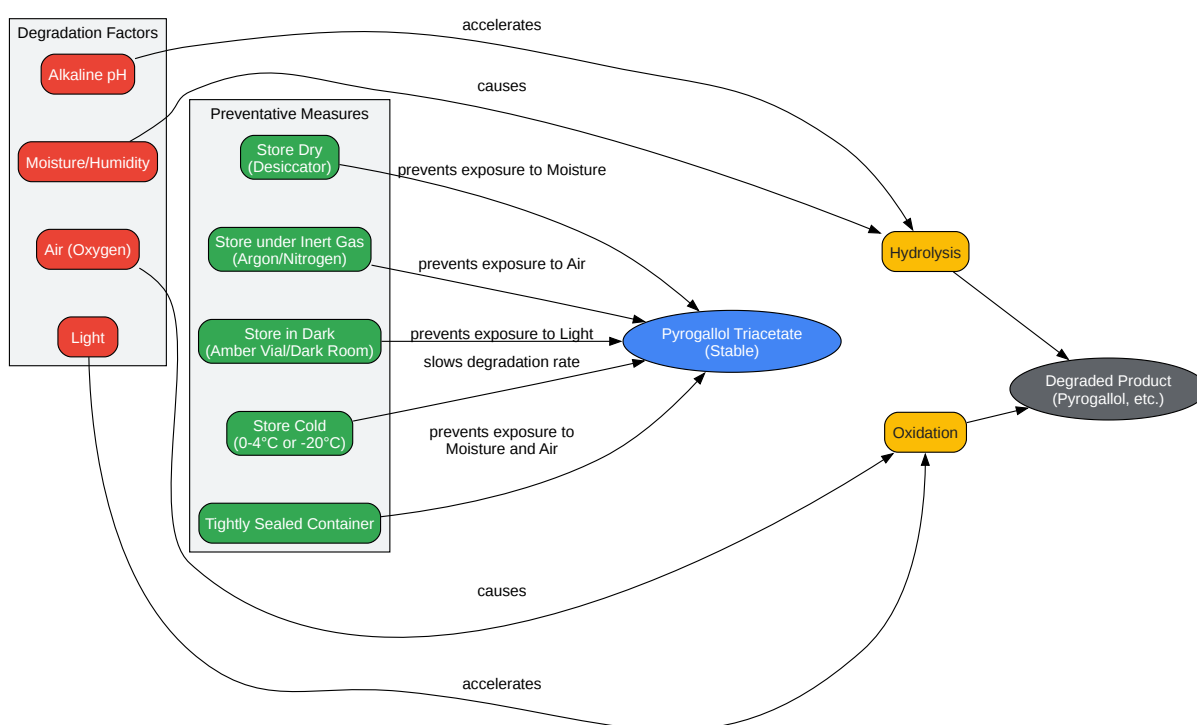 Degradation Factors
Alkaline pH
Moisture/Humidity
Air (Oxygen)
Light
Preventative Measures
Store Dry
(Desiccator)
Store under Inert Gas
(Argon/Nitrogen)
Store in Dark
(Amber Vial/Dark Room)
Store Cold
(0-4°C or -20°C)
Tightly Sealed Container
accelerates
causes
prevents exposure to Moisture
prevents exposure to Air
prevents exposure to Light
slows degradation rate
prevents exposure to
Moisture and Air
causes
accelerates
Pyrogallol Triacetate
(Stable)
Hydrolysis
Oxidation
Degraded Product
(Pyrogallol, etc.)